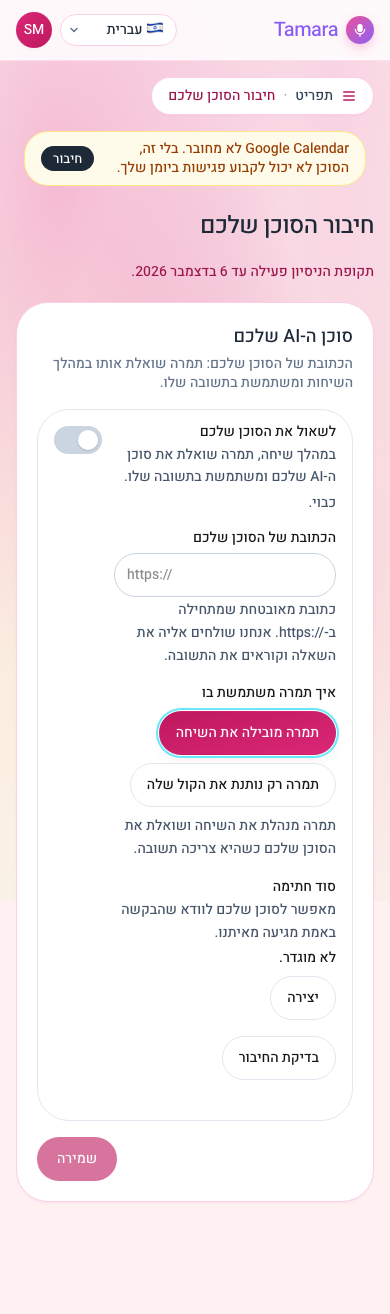 Tamara
עברית
SM
תפריט · חיבור הסוכן שלכם
Google Calendar לא מחובר. בלי זה,
הסוכן לא יכול לקבוע פגישות ביומן שלך.
חיבור
חיבור הסוכן שלכם
תקופת הניסיון פעילה עד 6 בדצמבר 2026.
סוכן ה-AI שלכם
הכתובת של הסוכן שלכם: תמרה שואלת אותו במהלך
השיחות ומשתמשת בתשובה שלו.
לשאול את הסוכן שלכם
במהלך שיחה, תמרה שואלת את סוכן
ה-AI שלכם ומשתמשת בתשובה שלו.
כבוי.
הכתובת של הסוכן שלכם
https://
כתובת מאובטחת שמתחילה
ב-https://. אנחנו שולחים אליה את
השאלה וקוראים את התשובה.
איך תמרה משתמשת בו
תמרה מובילה את השיחה
תמרה רק נותנת את הקול שלה
תמרה מנהלת את השיחה ושואלת את
הסוכן שלכם כשהיא צריכה תשובה.
סוד חתימה
מאפשר לסוכן שלכם לוודא שהבקשה
באמת מגיעה מאיתנו.
לא מוגדר.
יצירה
בדיקת החיבור
שמירה